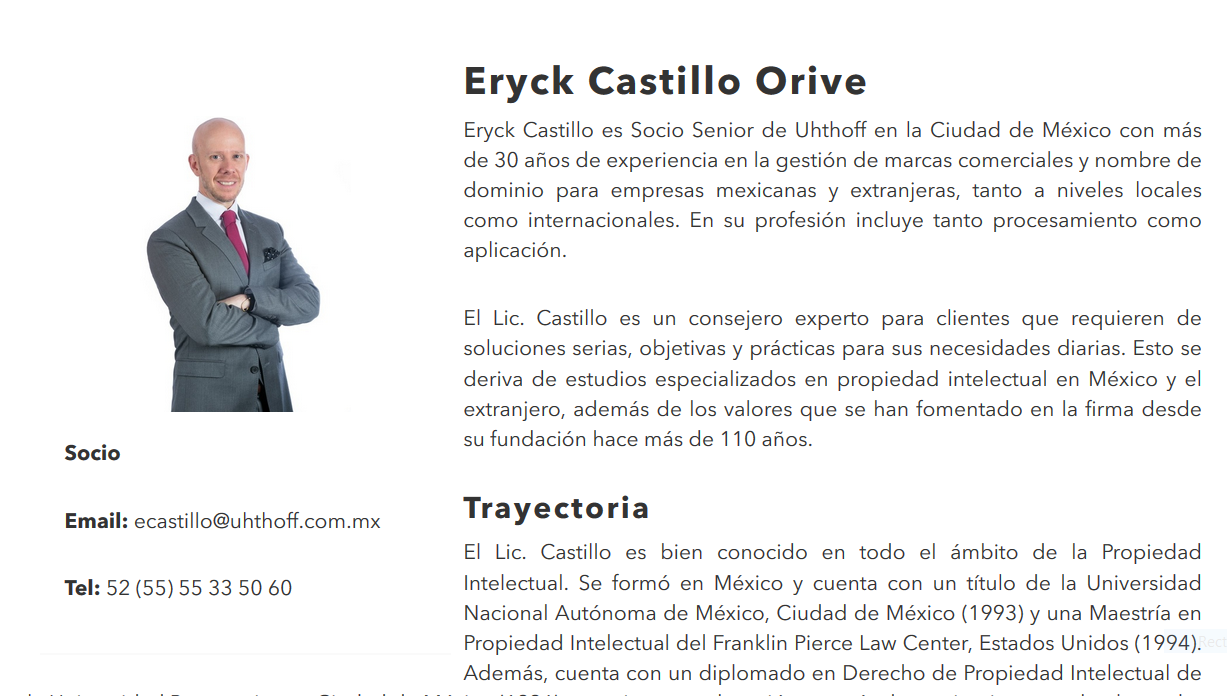 Eryck Castillo Orive
Eryck Castillo es Socio Senior de Uhthoff en la Ciudad de México con más
de 30 años de experiencia en la gestión de marcas comerciales y nombre de
dominio para empresas mexicanas y extranjeras, tanto a niveles locales
como internacionales. En su profesión incluye tanto procesamiento como
aplicación.
El Lic. Castillo es un consejero experto para clientes que requieren de
soluciones serias, objetivas y prácticas para sus necesidades diarias. Esto se
deriva de estudios especializados en propiedad intelectual en México y el
extranjero, además de los valores que se han fomentado en la firma desde
su fundación hace más de 110 años.
Socio
Email: ecastillo@uhthoff.com.mx
Tel: 52 (55) 55 33 50 60
Trayectoria
El Lic. Castillo es bien conocido en todo el ámbito de la Propiedad
Intelectual. Se formó en México y cuenta con un título de la Universidad
Nacional Autónoma de México, Ciudad de México (1993) y una Maestría en
Propiedad Intelectual del Franklin Pierce Law Center, Estados Unidos (1994).
Además, cuenta con un diplomado en Derecho de Propiedad Intelectual de
Rect